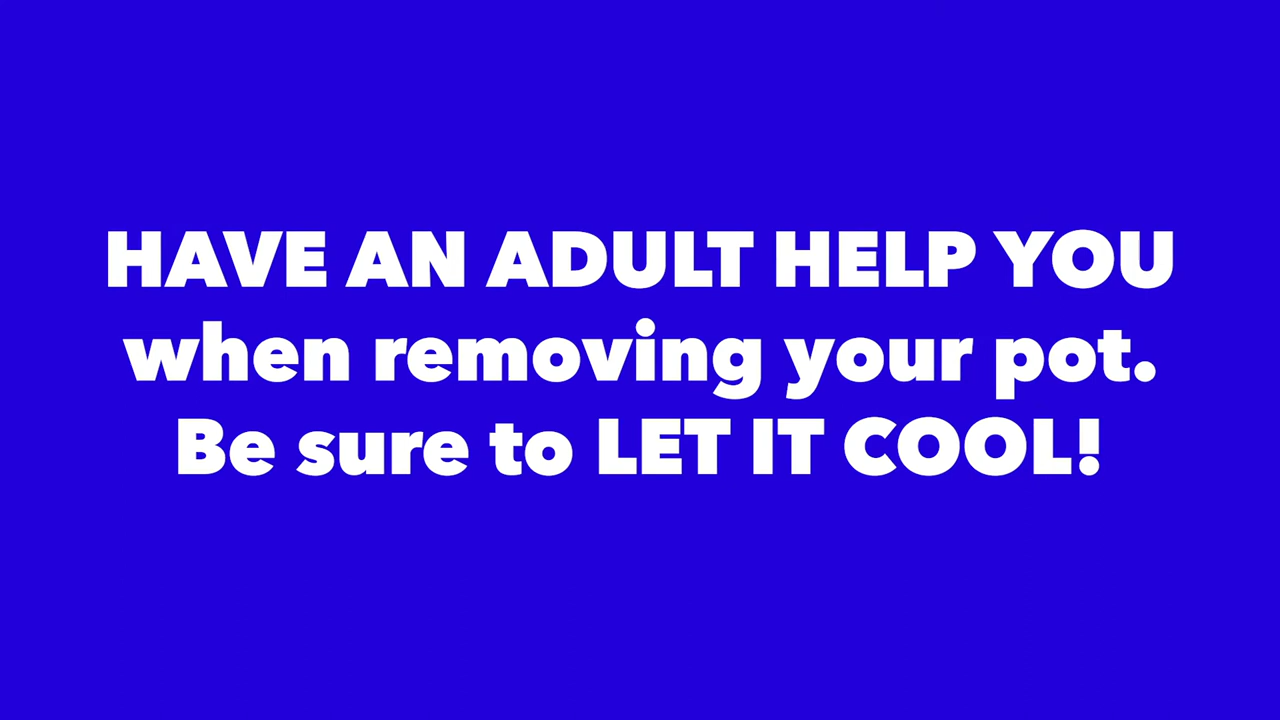 HAVE AN ADULT HELP YOU
when removing your pot.
Be sure to LET IT COOL!